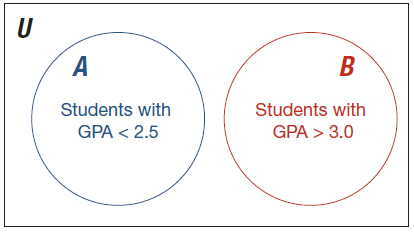 U
A
B
Students with
GPA < 2.5
Students with
GPA > 3.0